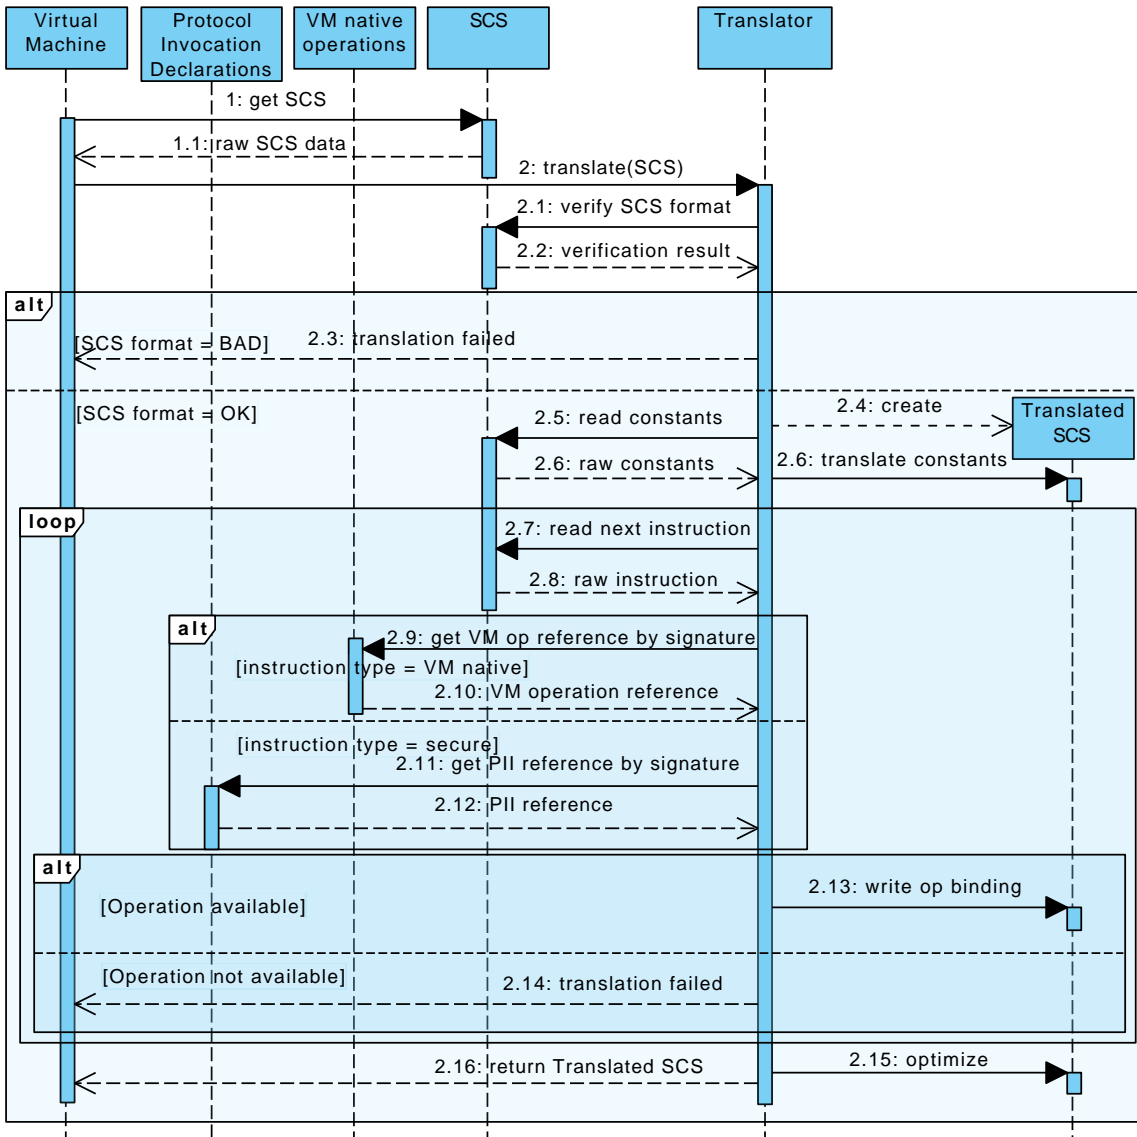 Virtual
Machine
Protocol
Invocation
Declarations
VM native
operations
SCS
Translator
1: get SCS
1.1: raw SCS data
2: translate(SCS)
2.1: verify SCS format
2.2: verification result
alt
2.3: translation failed
[SCS format = BAD]
[SCS format = OK]
2.4: create
2.5: read constants
Translated
SCS
2.6: raw constants
2.6: translate constants
loop
2.7: read next instruction
2.8: raw instruction
alt
2.9: get VM op reference by signature
[instruction type = VM native]
2.10: VM operation reference
[instruction type = secure]
2.11: get PII reference by signature
2.12: PII reference
alt
2.13: write op binding
[Operation available]
[Operation not available]
2.14: translation failed
2.15: optimize
2.16: return Translated SCS